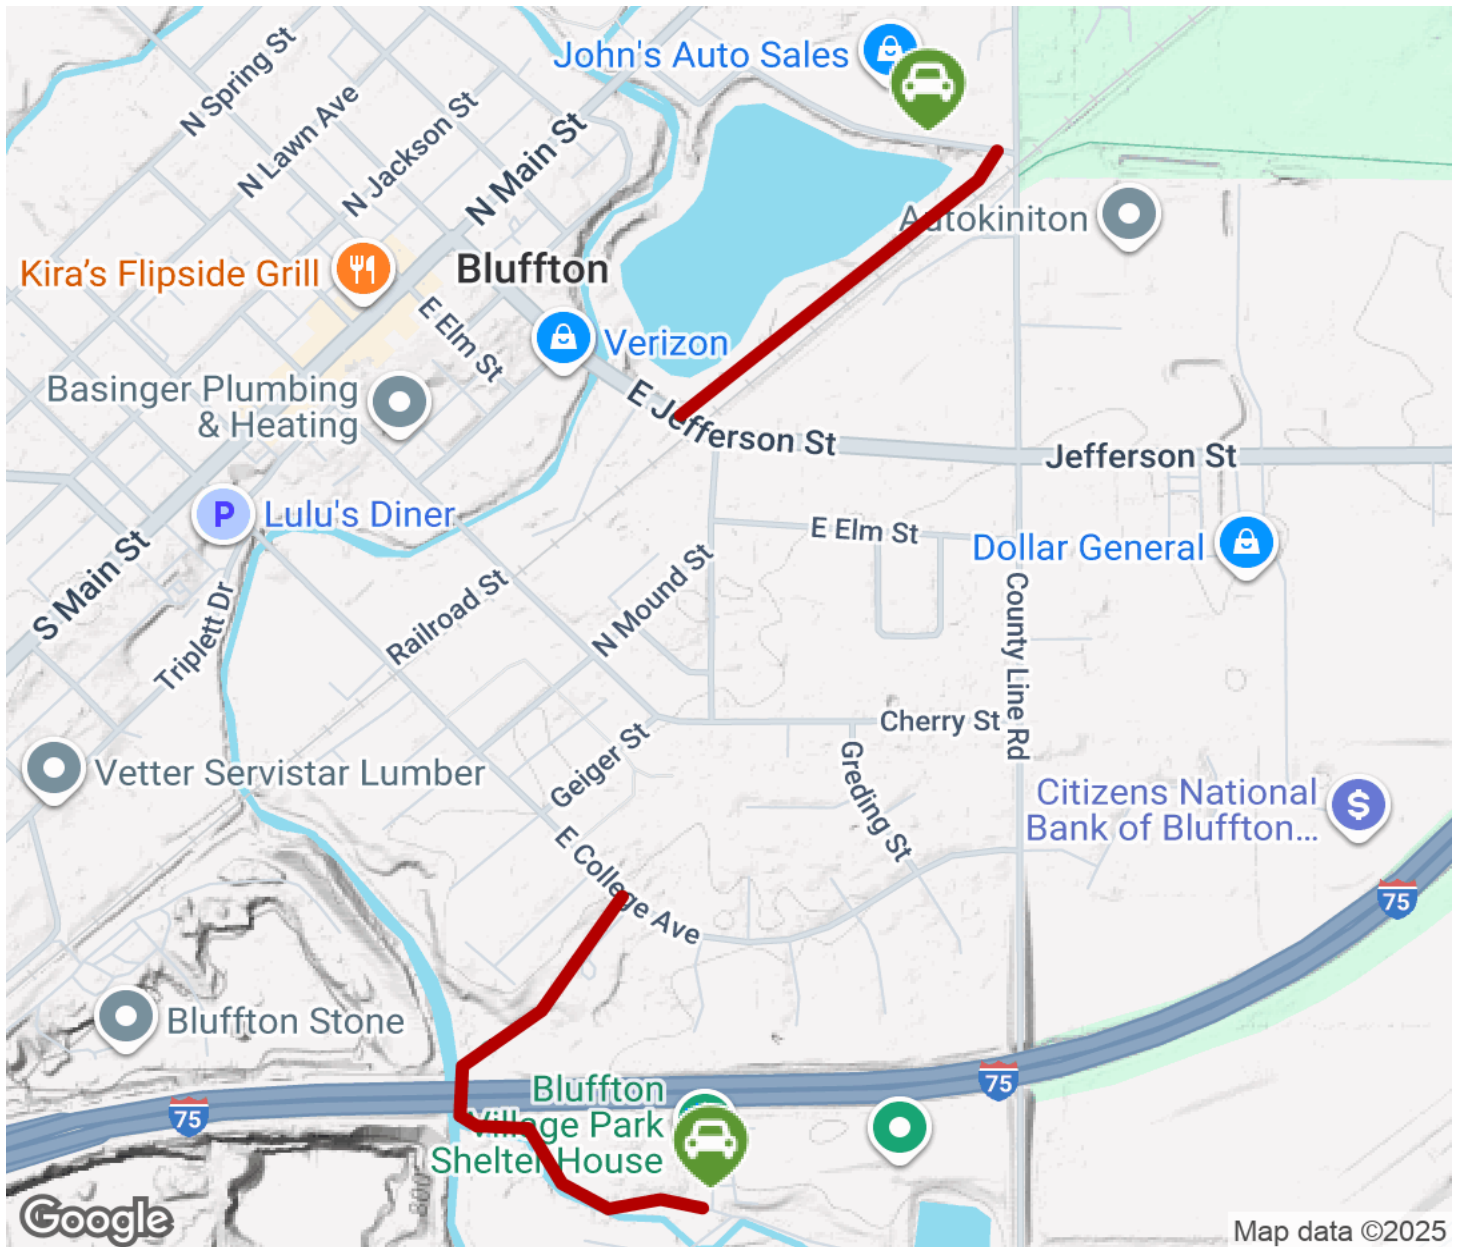 John's Auto Sales
N Spring St
N Lawn Ave
N Jackson St
N Main St
Autokiniton
Kira's Flipside Grill
Bluffton
E Elm St
Verizon
Basinger Plumbing
& Heating
E Jefferson St
Jefferson St
P
Lulu's Diner
E Elm St
Dollar General
S Main St
Triplett Dr
Railroad St
N Mound St
County Line Rd
Cherry St
Geiger St
Greding St
Vetter Servistar Lumber
Citizens National
Bank of Bluffton...
$
E College Ave
75
Bluffton Stone
75
75
Bluffton
Village Park
Shelter House
800
Google
Map data ©2025